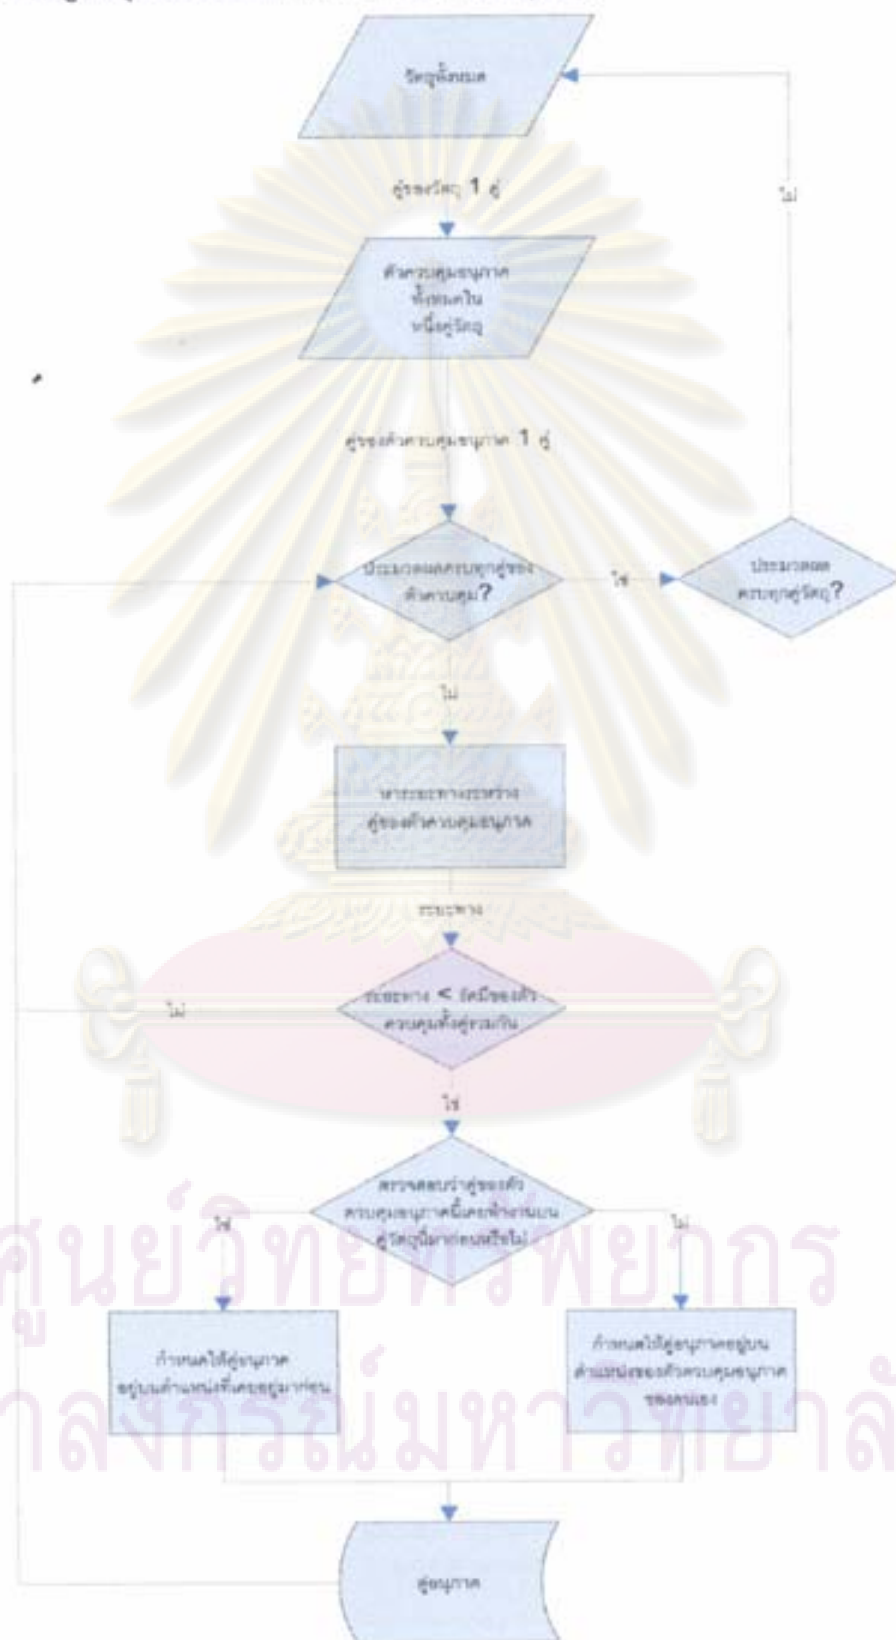 วัตถุทั้งหมด
คู่ของวัตถุ 1 คู่
ไม่
ตัวควบคุมอนุภาค
ทั้งหมดใน
หนึ่งคู่วัตถุ
คู่ของตัวควบคุมอนุภาค 1 คู่
ประมวลผลครบทุกคู่ของ
ตัวควบคุม?
ใช่
ประมวลผล
ครบทุกคู่วัตถุ?
ไม่
หาระยะทางระหว่าง
คู่ของตัวควบคุมอนุภาค
ระยะทาง
ระยะทาง < รัศมีของตัว
ควบคุมทั้งคู่รวมกัน
ไม่
ใช่
ตรวจสอบว่าคู่ของตัว
ควบคุมอนุภาคนี้เคยทำงานบน
คู่วัตถุนี้มาก่อนหรือไม่
ใช่
ไม่
ศูนย์วิทยทรัพยากร
กำหนดให้คู่อนุภาค
อยู่บนตำแหน่งที่เคยอยู่มาก่อน
กำหนดให้คู่อนุภาคอยู่บน
ตำแหน่งของตัวควบคุมอนุภาค
ของตนเอง
าลงกรณ์มหาวิทยาลั
คู่อนุภาค